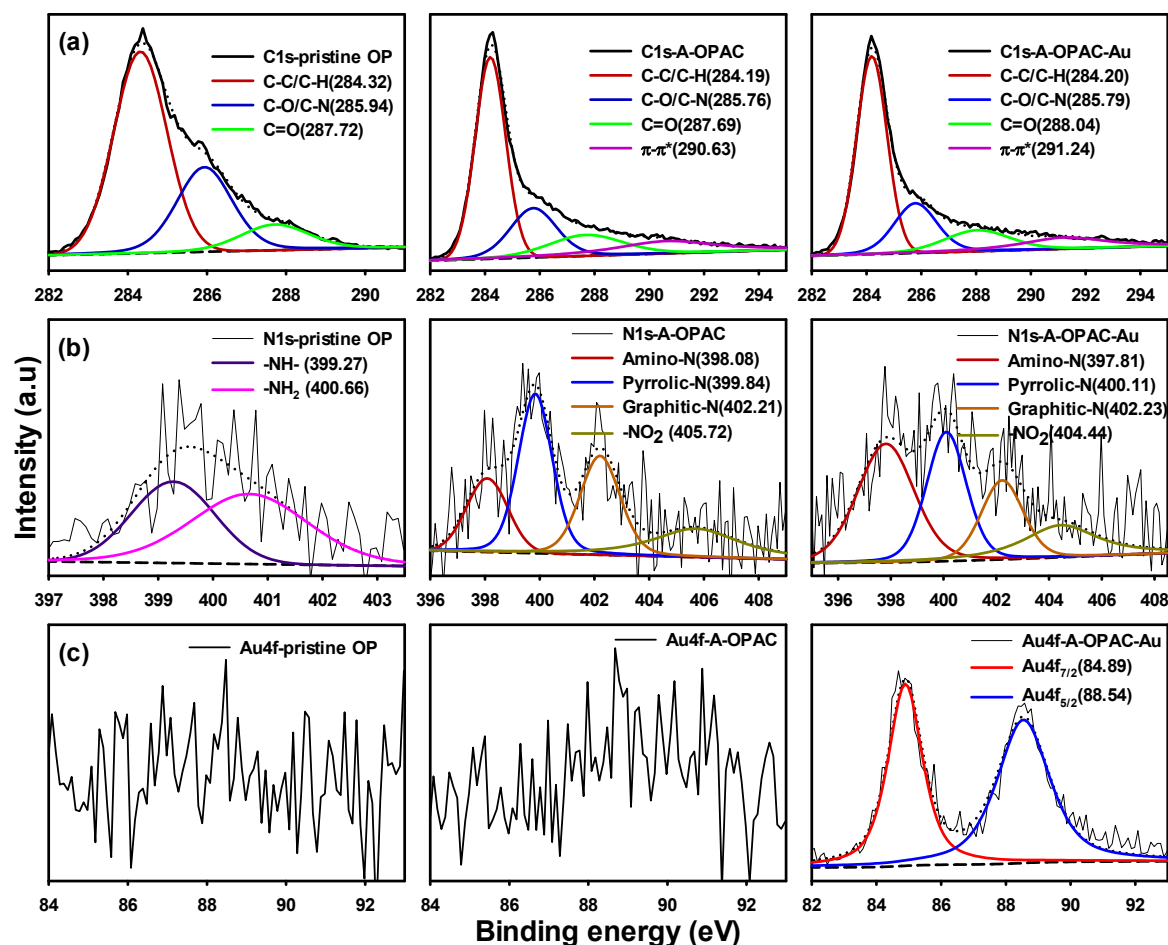 (a)
C1s-pristine OP
C-C/C-H(284.32)
C-O/C-N(285.94)
C=O(287.72)
282 284 286 288 290
C1s-A-OPAC
C-C/C-H(284.19)
C-O/C-N(285.76)
C=O(287.69)
π-π*(290.63)
282 284 286 288 290 292 294
C1s-A-OPAC-Au
C-C/C-H(284.20)
C-O/C-N(285.79)
C=O(288.04)
π-π*(291.24)
282 284 286 288 290 292 294
Intensity (a.u)
(b)
N1s-pristine OP
-NH- (399.27)
-NH2 (400.66)
397 398 399 400 401 402 403
N1s-A-OPAC
Amino-N(398.08)
Pyrrolic-N(399.84)
Graphitic-N(402.21)
-NO2 (405.72)
396 398 400 402 404 406 408
N1s-A-OPAC-Au
Amino-N(397.81)
Pyrrolic-N(400.11)
Graphitic-N(402.23)
-NO2(404.44)
396 398 400 402 404 406 408
(c)
Au4f-pristine OP
84 86 88 90 92
Au4f-A-OPAC
84 86 88 90 92
Au4f-A-OPAC-Au
Au4f7/2(84.89)
Au4f5/2(88.54)
82 84 86 88 90 92
Binding energy (eV)